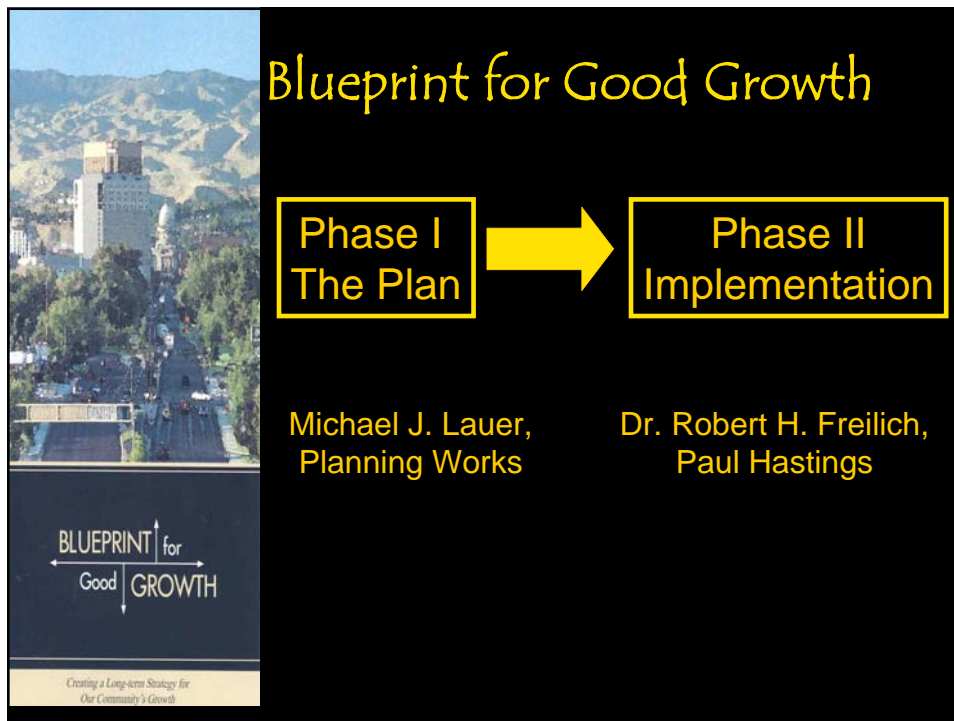 Blueprint for Good Growth
Phase I
The Plan
Phase II
Implementation
Michael J. Lauer,
Planning Works
Dr. Robert H. Freilich,
Paul Hastings
BLUEPRINT for
Good GROWTH
Creating a Long-term Strategy for
Our Community's Growth